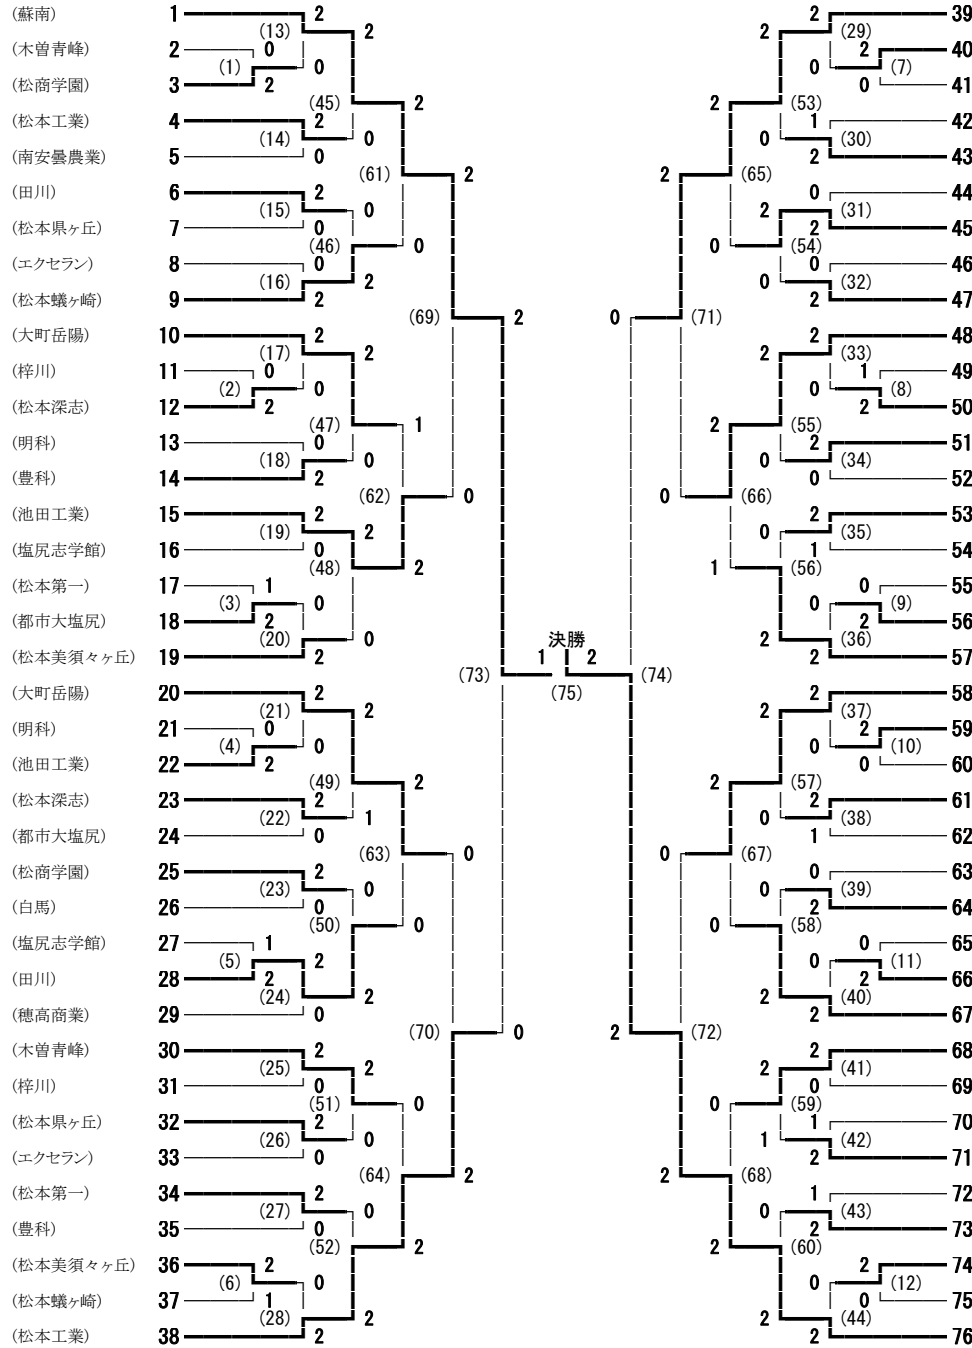 (蘇南) 1 2 2 39
(13) 2 2 (29)
(木曽青峰) 2 0 2 40
(1) 0 0 (7)
(松商学園) 3 2 0 41
(45) 2 2 (53)
(松本工業) 4 2 1 42
(14) 0 0 (30)
(南安曇農業) 5 0 2 43
(61) 2 2 (65)
(田川) 6 2 0 44
(15) 0 2 (31)
(松本県ヶ丘) 7 0 2 45
(46) 0 0 (54)
(エクセラン) 8 0 0 46
(16) 2 0 (32)
(松本蟻ヶ崎) 9 2 2 47
(69) 2 0 (71)
(大町岳陽) 10 2 2 48
(17) 2 2 (33)
(梓川) 11 0 1 49
(2) 0 0 (8)
(松本深志) 12 2 2 50
(47) 1 2 (55)
(明科) 13 0 2 51
(18) 0 0 (34)
(豊科) 14 2 0 52
(62) 0 0 (66)
(池田工業) 15 2 2 53
(19) 2 0 (35)
(塩尻志学館) 16 0 1 54
(48) 2 1 (56)
(松本第一) 17 1 0 55
(3) 0 0 (9)
(都市大塩尻) 18 2 2 56
(20) 0 2 (36)
決勝
(松本美須々ヶ丘) 19 2 1 2 2 57
(73) (75) (74)
(大町岳陽) 20 2 2 58
(21) 2 2 (37)
(明科) 21 0 2 59
(4) 0 0 (10)
(池田工業) 22 2 0 60
(49) 2 2 (57)
(松本深志) 23 2 2 61
(22) 1 0 (38)
(都市大塩尻) 24 0 1 62
(63) 0 0 (67)
(松商学園) 25 2 0 63
(23) 0 0 (39)
(白馬) 26 0 2 64
(50) 0 0 (58)
(塩尻志学館) 27 1 0 65
(5) 2 0 (11)
(田川) 28 2 2 66
(24) 2 2 (40)
(穂高商業) 29 0 2 67
(70) 0 2 (72)
(木曽青峰) 30 2 2 68
(25) 2 2 (41)
(梓川) 31 0 0 69
(51) 0 0 (59)
(松本県ヶ丘) 32 2 1 70
(26) 0 1 (42)
(エクセラン) 33 0 2 71
(64) 2 2 (68)
(松本第一) 34 2 1 72
(27) 0 0 (43)
(豊科) 35 0 2 73
(52) 2 2 (60)
(松本美須々ヶ丘) 36 2 2 74
(6) 0 0 (12)
(松本蟻ヶ崎) 37 1 0 75
(28) 2 2 (44)
(松本工業) 38 2 2 76